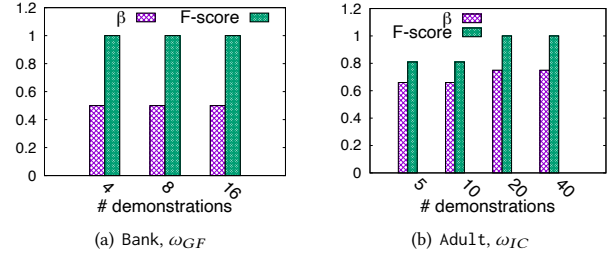 β F-score
1.2
1
0.8
0.6
0.4
0.2
0
4 8 16
# demonstrations
(a) Bank, ωGF
β
F-score
1.2
1
0.8
0.6
0.4
0.2
0
5 10 20 40
# demonstrations
(b) Adult, ωIC